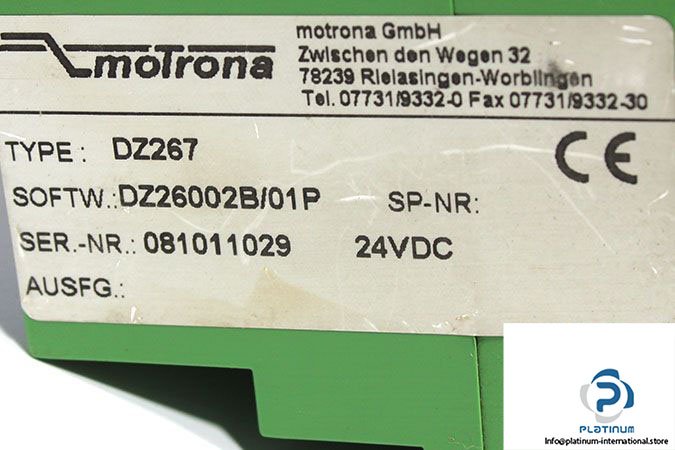 motrona
motrona GmbH
Zwischen den Wegen 32
78239 Rielasingen-Worblingen
Tel. 07731/9332-0 Fax 07731/9332-30
CE
TYPE : DZ267
SOFTW.:DZ26002B/01P SP-NR:
SER.-NR.: 081011029 24VDC
AUSFG.:
PLATINUM
Info@platinum-international.store